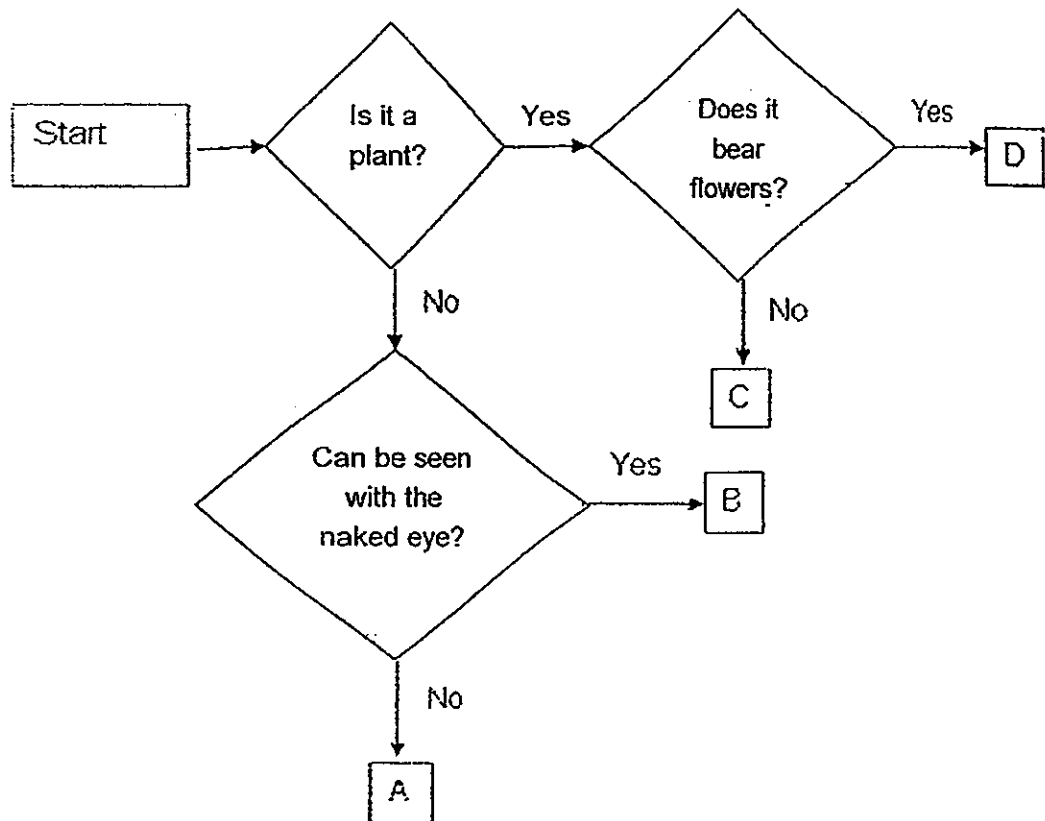 Start
Is it a
plant?
Yes
Does it
bear
flowers?
Yes
D
No
C
No
Can be seen
with the
naked eye?
Yes
B
No
A